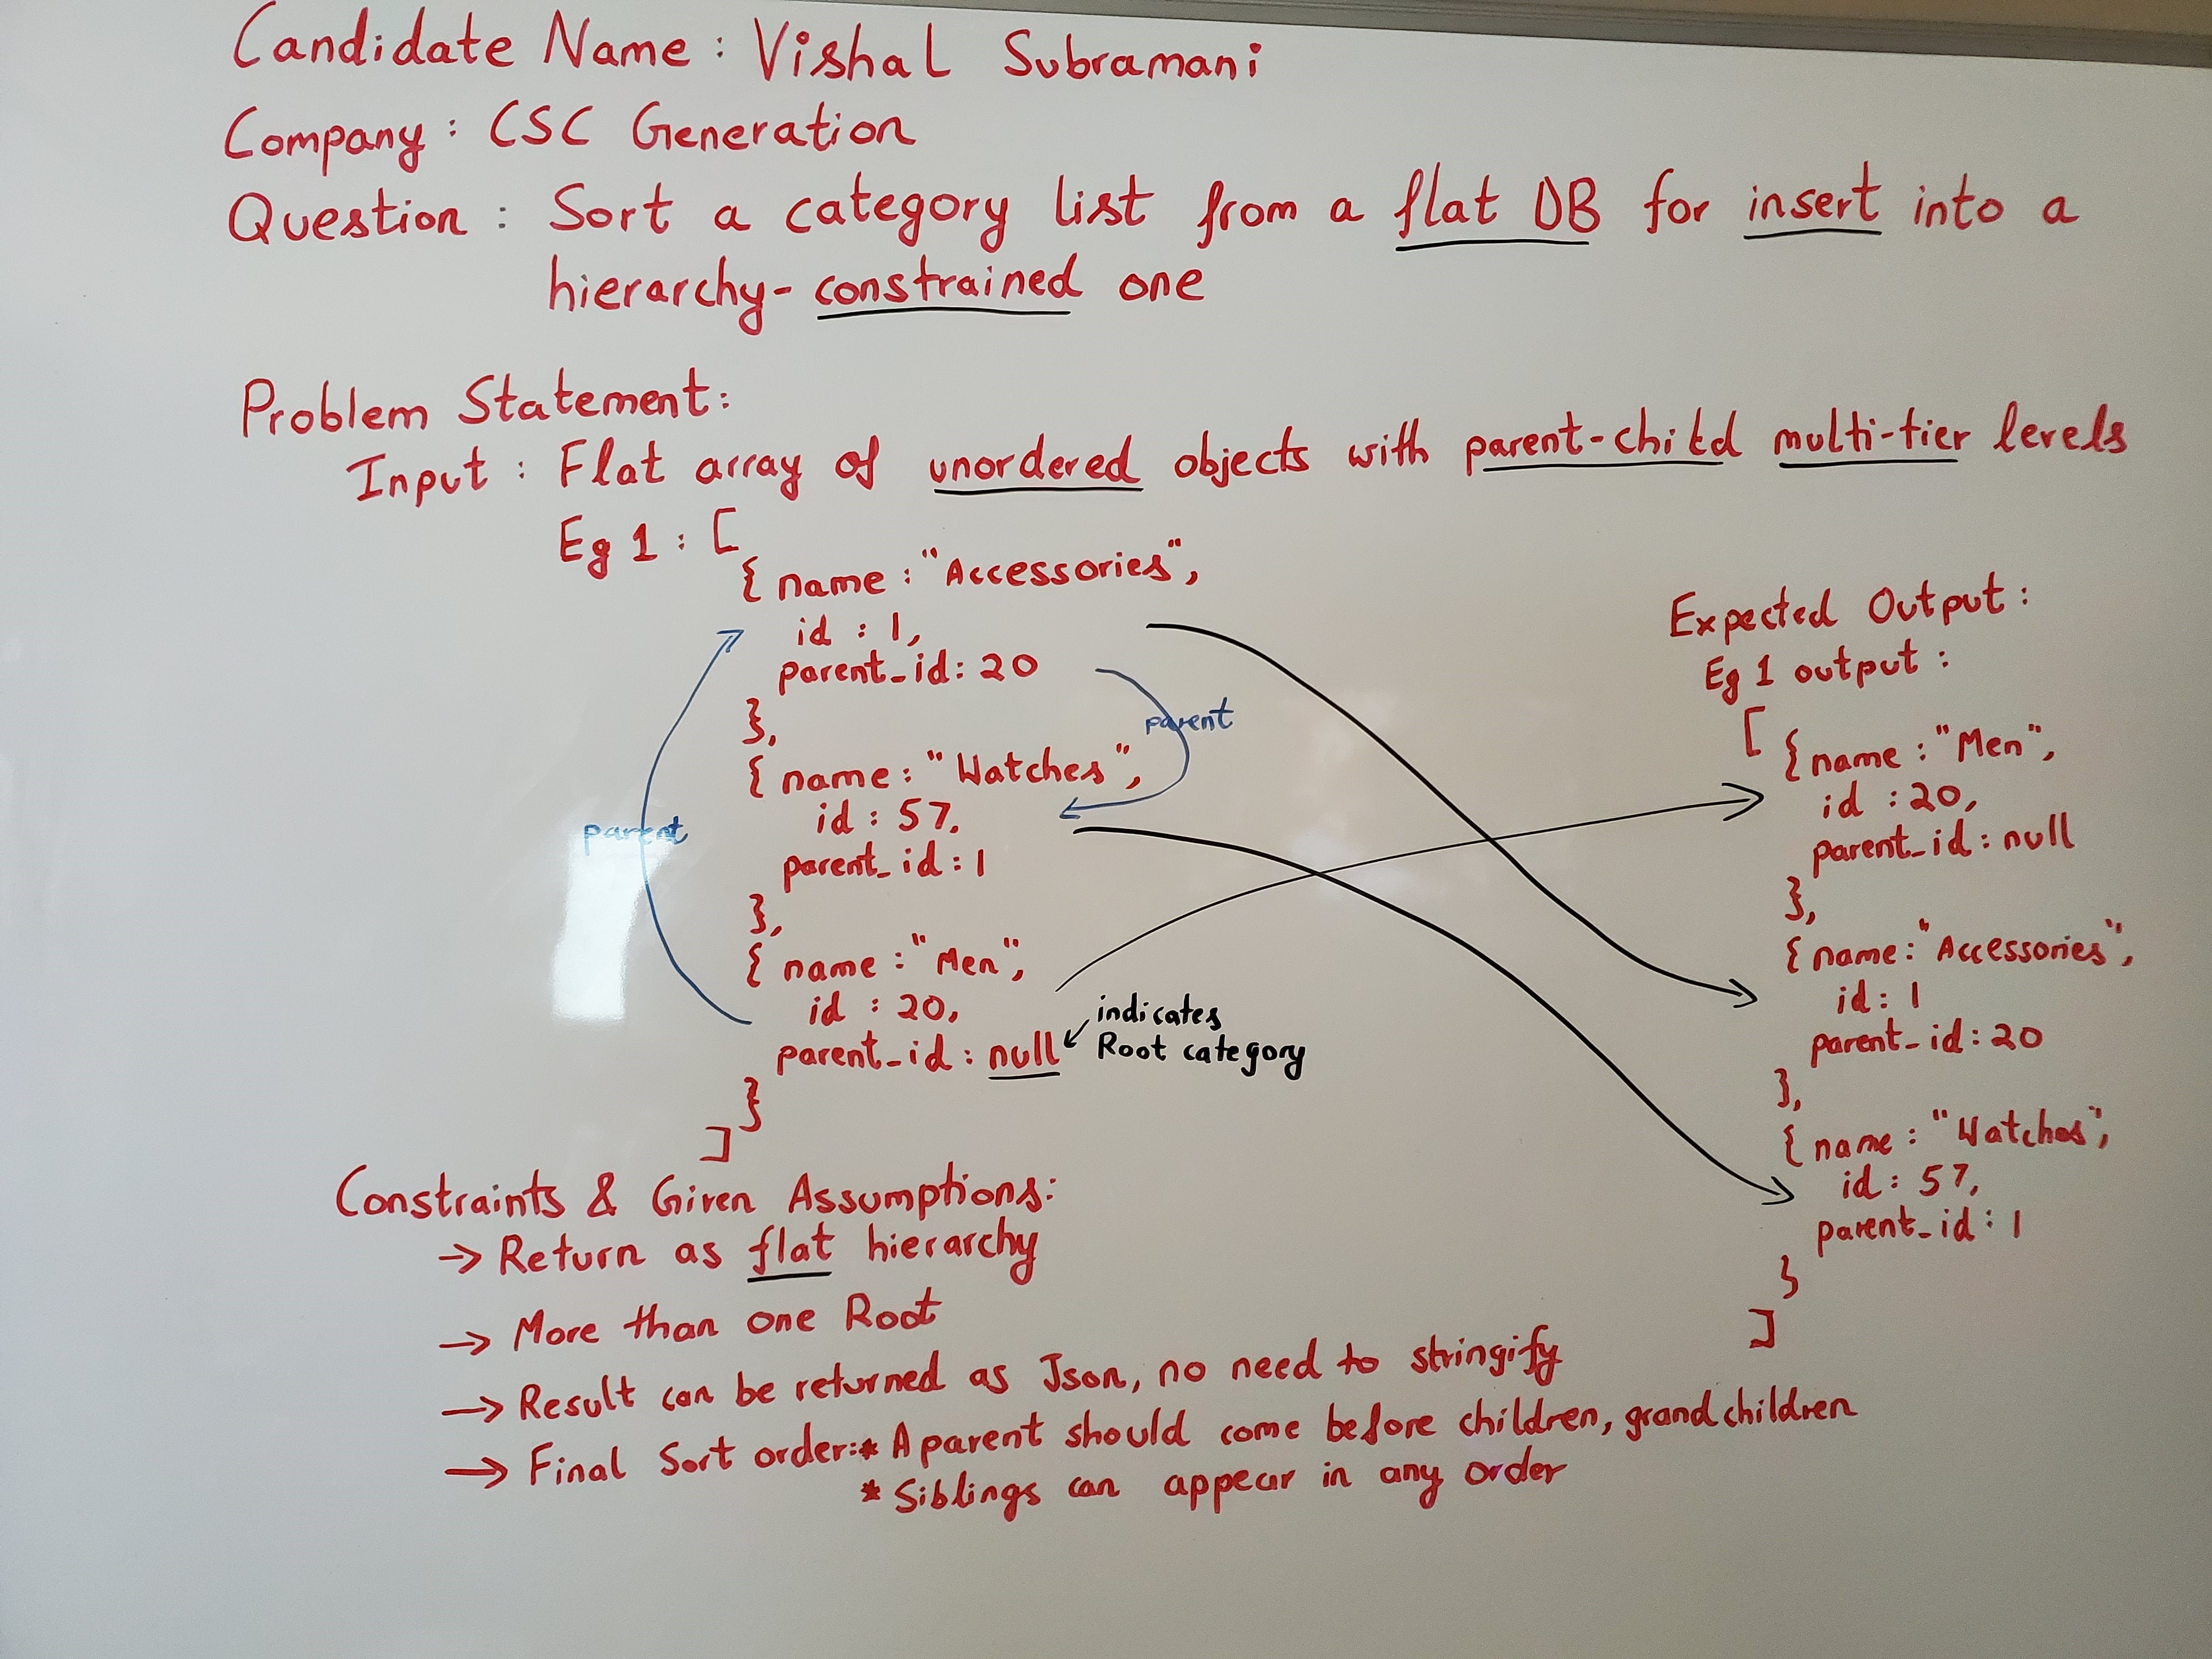 Candidate Name : Vishal Subramani
Company : CSC Generation
Question : Sort a category list from a flat DB for insert into a
hierarchy-constrained one
Problem Statement:
Input : Flat array of unordered objects with parent-child multi-tier levels
Eg 1 : [
{ name : "Accessories",
id : 1,
parent_id: 20
},
{ name : "Watches",
id : 57,
parent_id : 1
},
{ name : "Men",
id : 20,
parent_id : null
}
]
parent
parent
indicates
Root category
Expected Output :
Eg 1 output :
[ { name : "Men",
id : 20,
parent_id : null
},
{ name : "Accessories",
id : 1
parent_id : 20
},
{ name : "Watches",
id : 57,
parent_id : 1
}
]
Constraints & Given Assumptions:
→ Return as flat hierarchy
→ More than one Root
→ Result can be returned as Json, no need to stringify
→ Final Sort order:* A parent should come before children, grandchildren
* Siblings can appear in any order